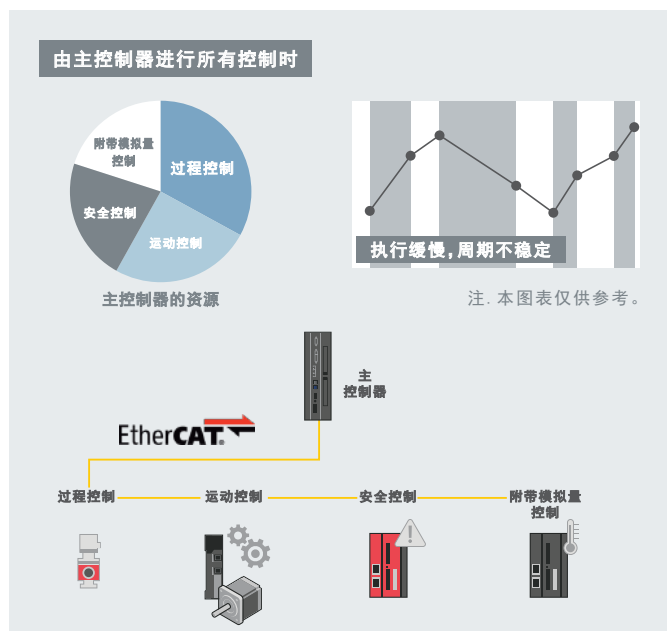 由主控制器进行所有控制时
附带模拟量
控制
过程控制
安全控制
运动控制
主控制器的资源
执行缓慢,周期不稳定
注. 本图表仅供参考。
主
控制器
EtherCAT.
过程控制
运动控制
安全控制
附带模拟量
控制